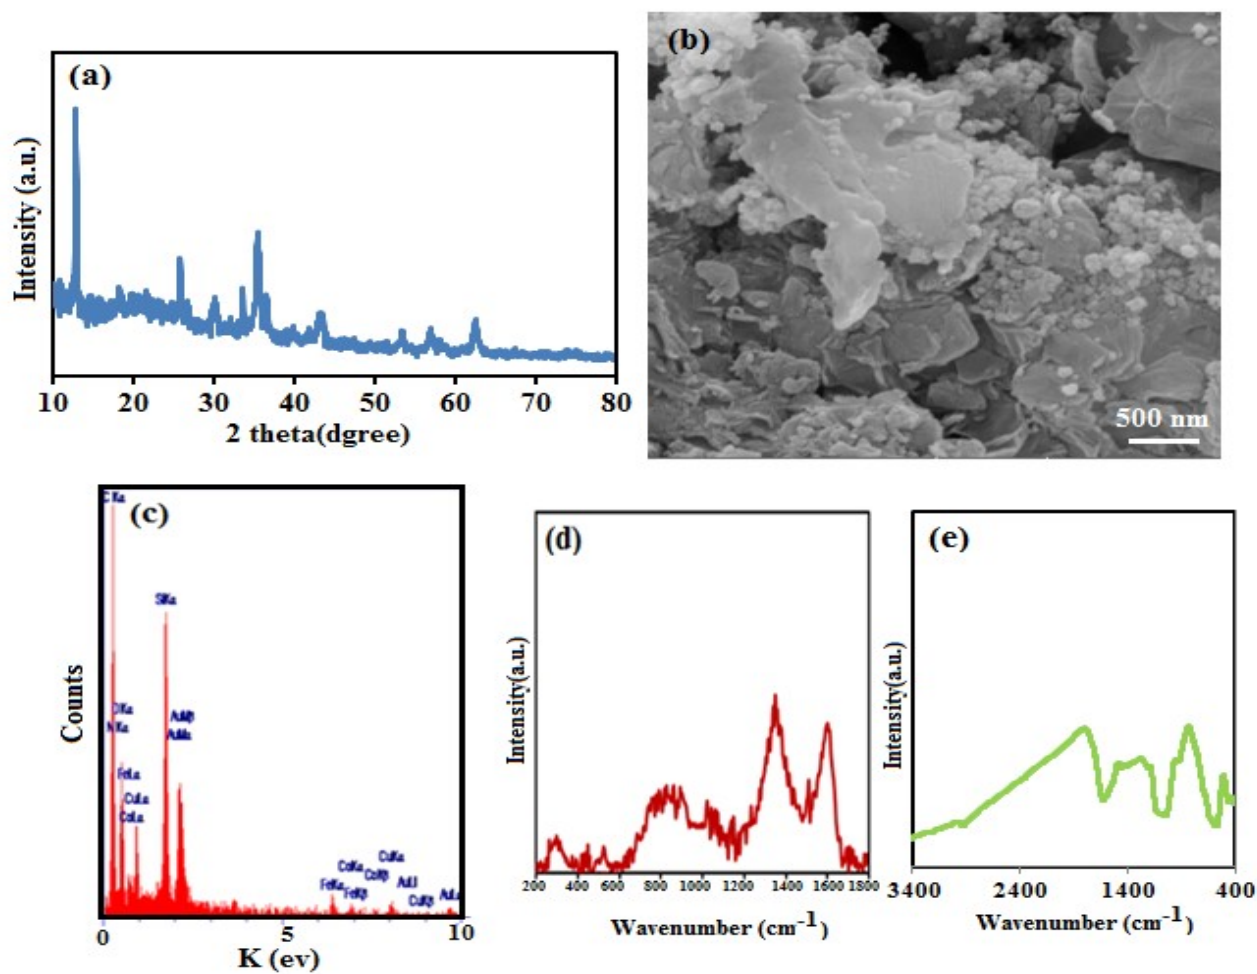 (a)
Intensity (a.u.)
10 20 30 40 50 60 70 80
2 theta(dgree)
(b)
500 nm
(c)
C Ka
SiKa
OKa
NKa
AuMβ
AuMa
FeLa
CuLa
CoLa
CuKa
CoKa
CoKβ
FeKa
FeKβ
AuLl
CuKβ
AuLa
Counts
0 5 10
K (ev)
(d)
Intensity(a.u.)
200 400 600 800 1000 1200 1400 1600 1800
Wavenumber (cm-1)
(e)
Intensity(a.u.)
3400 2400 1400 400
Wavenumber (cm-1)